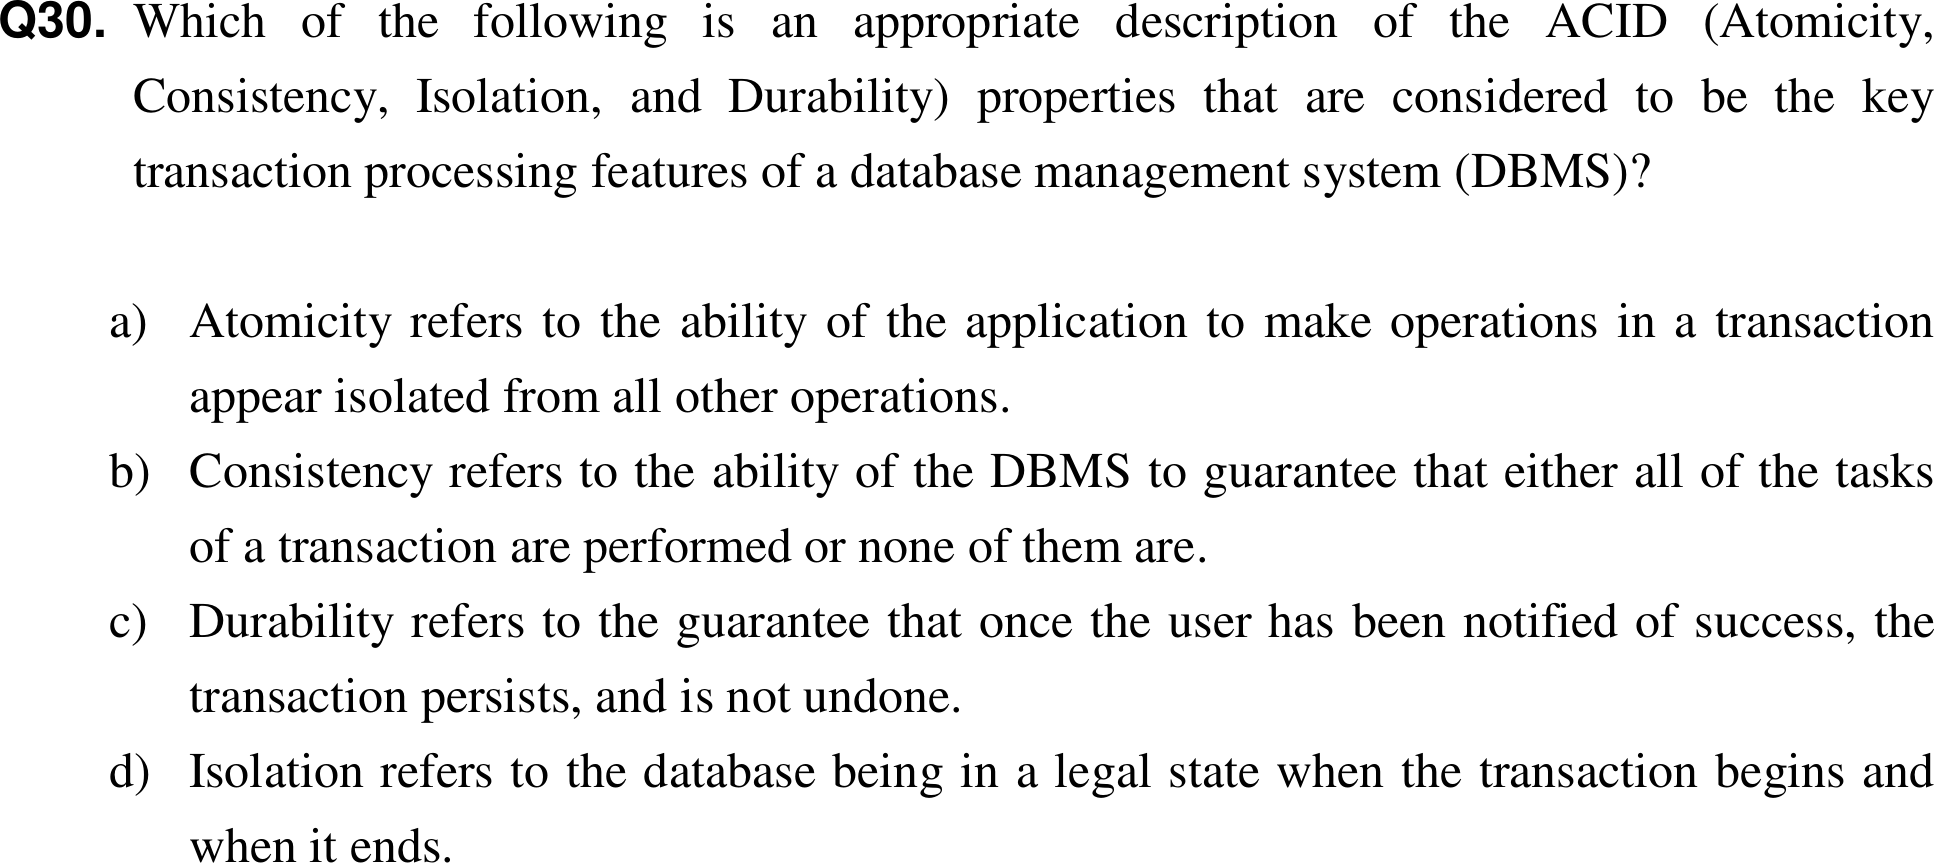 Q30. Which of the following is an appropriate description of the ACID (Atomicity,
Consistency, Isolation, and Durability) properties that are considered to be the key
transaction processing features of a database management system (DBMS)?
a) Atomicity refers to the ability of the application to make operations in a transaction
appear isolated from all other operations.
b) Consistency refers to the ability of the DBMS to guarantee that either all of the tasks
of a transaction are performed or none of them are.
c) Durability refers to the guarantee that once the user has been notified of success, the
transaction persists, and is not undone.
d) Isolation refers to the database being in a legal state when the transaction begins and
when it ends.